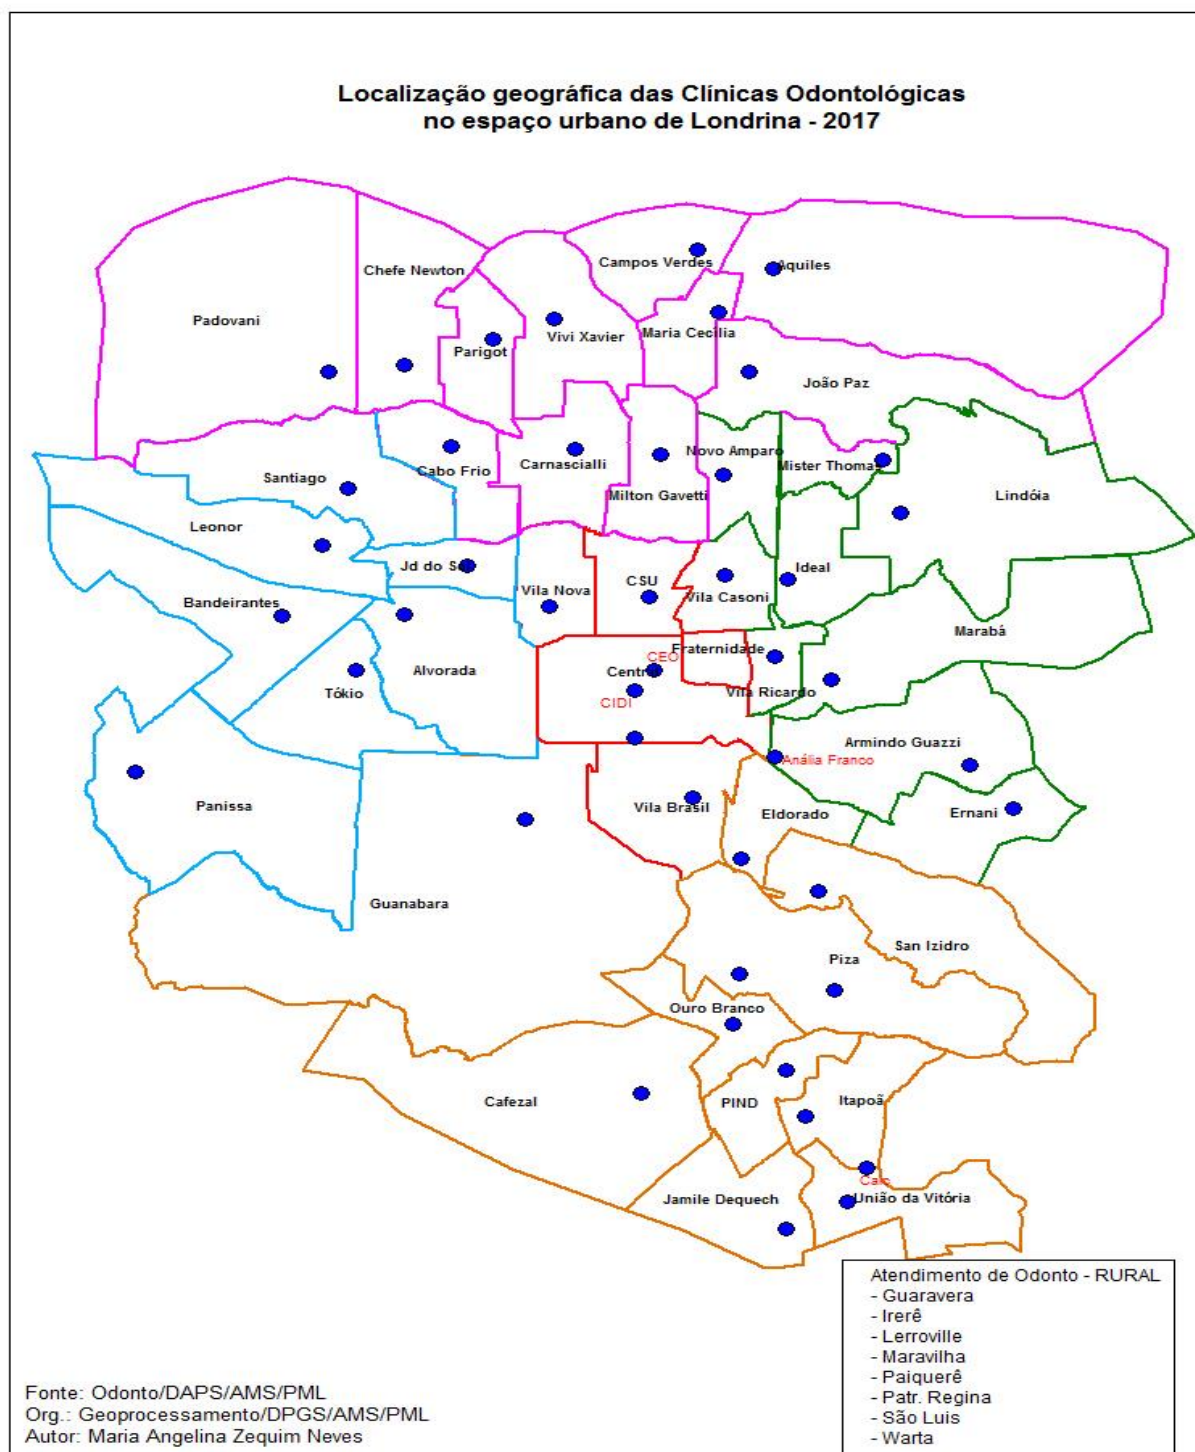 Localização geográfica das Clínicas Odontológicas
no espaço urbano de Londrina - 2017
Campos Verdes
Aquiles
Chefe Newton
Padovani
Maria Cecília
Vivi Xavier
Parigot
João Paz
Novo Amparo
Carnascialli
Mister Thomas
Cabo Frio
Santiago
Milton Gavetti
Lindóia
Leonor
Jd do Sol
Ideal
CSU
Vila Nova
Vila Casoni
Bandeirantes
Marabá
Fraternidade
CEO
Centro
Alvorada
Tókio
Vila Ricardo
CIDI
Armindo Guazzi
Anália Franco
Panissa
Vila Brasil
Eldorado
Ernani
Guanabara
San Izidro
Piza
Ouro Branco
Cafezal
PIND
Itapoã
Caic
Jamile Dequech
União da Vitória
Atendimento de Odonto - RURAL
- Guaravera
- Irerê
- Lerroville
- Maravilha
- Paiquerê
- Patr. Regina
- São Luis
- Warta
Fonte: Odonto/DAPS/AMS/PML
Org.: Geoprocessamento/DPGS/AMS/PML
Autor: Maria Angelina Zequim Neves